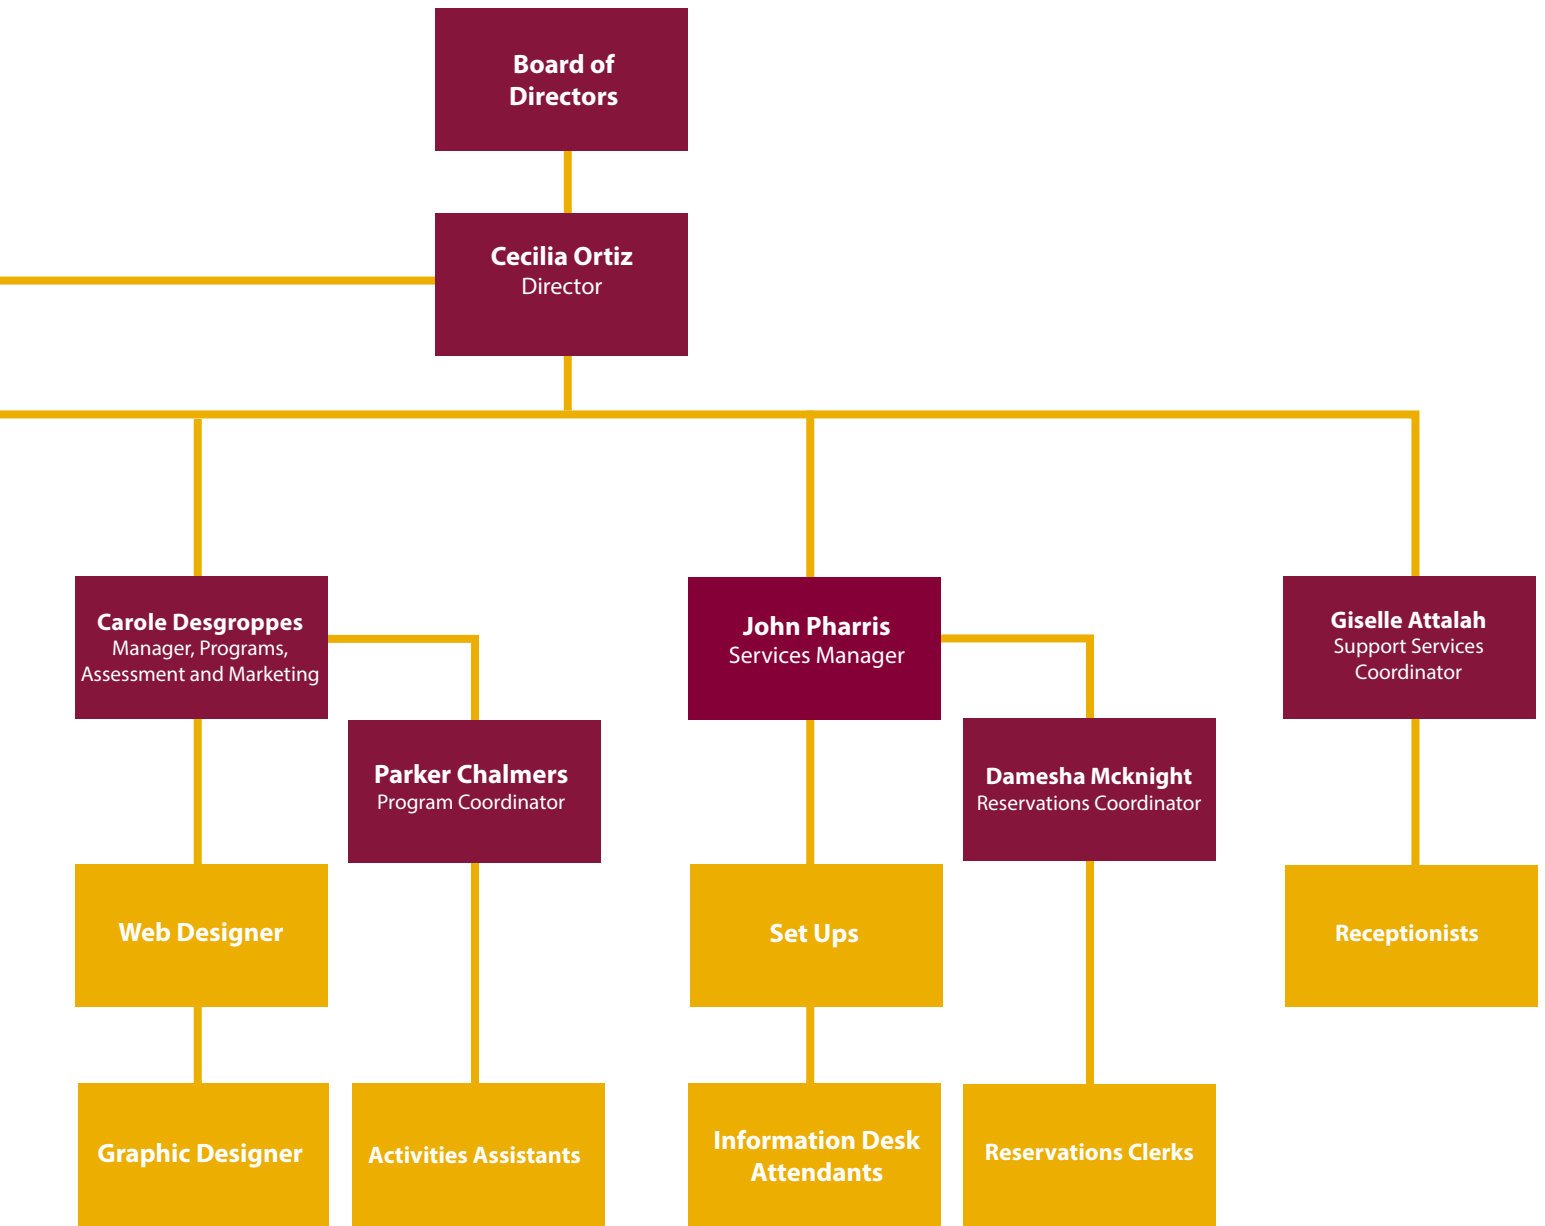 Board of
Directors
Cecilia Ortiz
Director
Carole Desgroppes
Manager, Programs,
Assessment and Marketing
John Pharris
Services Manager
Giselle Attalah
Support Services
Coordinator
Parker Chalmers
Program Coordinator
Damesha Mcknight
Reservations Coordinator
Web Designer
Set Ups
Receptionists
Graphic Designer
Activities Assistants
Information Desk
Attendants
Reservations Clerks